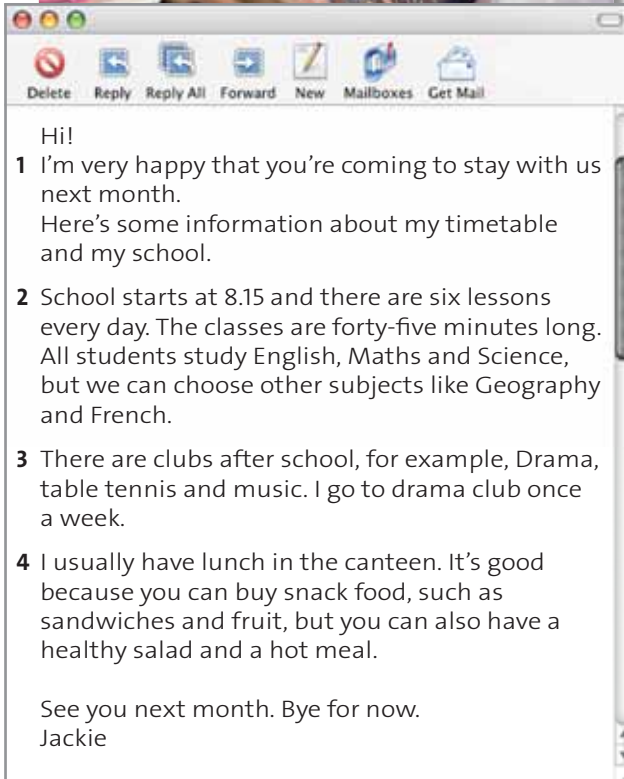 Delete Reply Reply All Forward New Mailboxes Get Mail
Hi!
1 I'm very happy that you're coming to stay with us
next month.
Here's some information about my timetable
and my school.
2 School starts at 8.15 and there are six lessons
every day. The classes are forty-five minutes long.
All students study English, Maths and Science,
but we can choose other subjects like Geography
and French.
3 There are clubs after school, for example, Drama,
table tennis and music. I go to drama club once
a week.
4 I usually have lunch in the canteen. It's good
because you can buy snack food, such as
sandwiches and fruit, but you can also have a
healthy salad and a hot meal.
See you next month. Bye for now.
Jackie